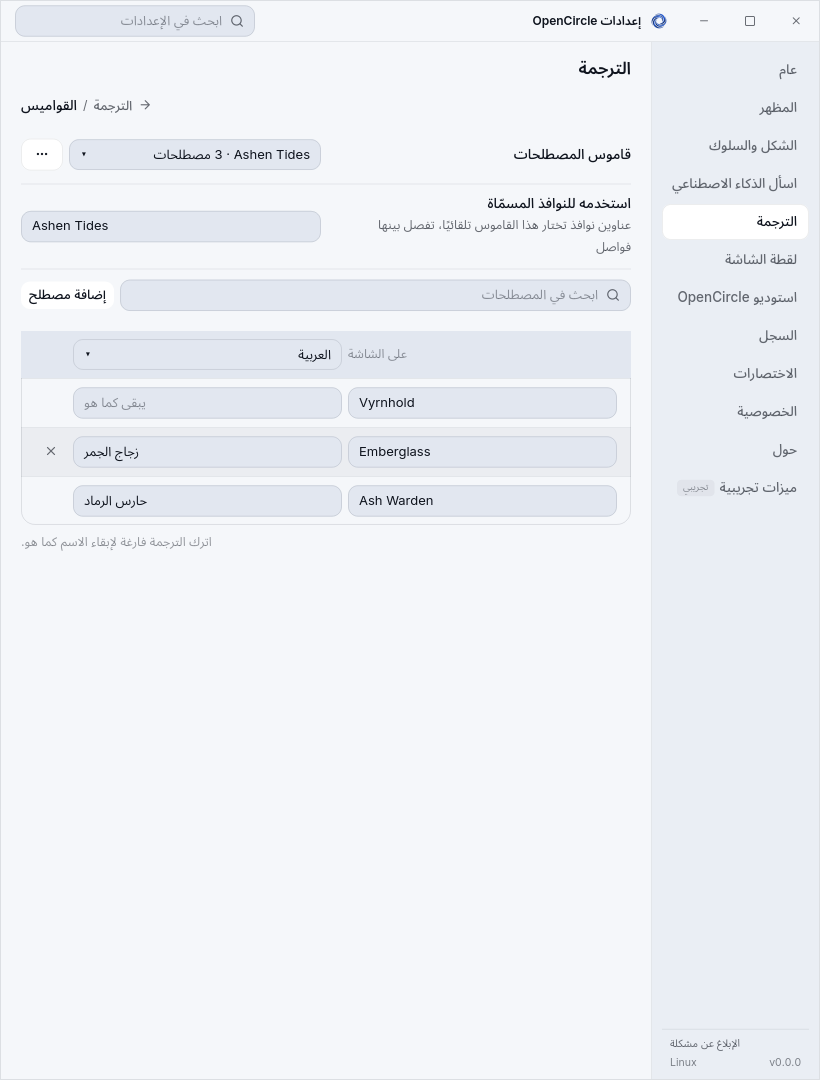 إعدادات OpenCircle
ابحث في الإعدادات
عام
المظهر
الشكل والسلوك
اسأل الذكاء الاصطناعي
الترجمة
لقطة الشاشة
استوديو OpenCircle
السجل
الاختصارات
الخصوصية
حول
ميزات تجريبية تجريبي
الإبلاغ عن مشكلة
v0.0.0 Linux
الترجمة
الترجمة / القواميس
قاموس المصطلحات
Ashen Tides · 3 مصطلحات
استخدمه للنوافذ المسمّاة
عناوين نوافذ تختار هذا القاموس تلقائيًا، تفصل بينها
فواصل
Ashen Tides
ابحث في المصطلحات
إضافة مصطلح
على الشاشة
العربية
Vyrnhold
يبقى كما هو
Emberglass
زجاج الجمر
Ash Warden
حارس الرماد
اترك الترجمة فارغة لإبقاء الاسم كما هو.